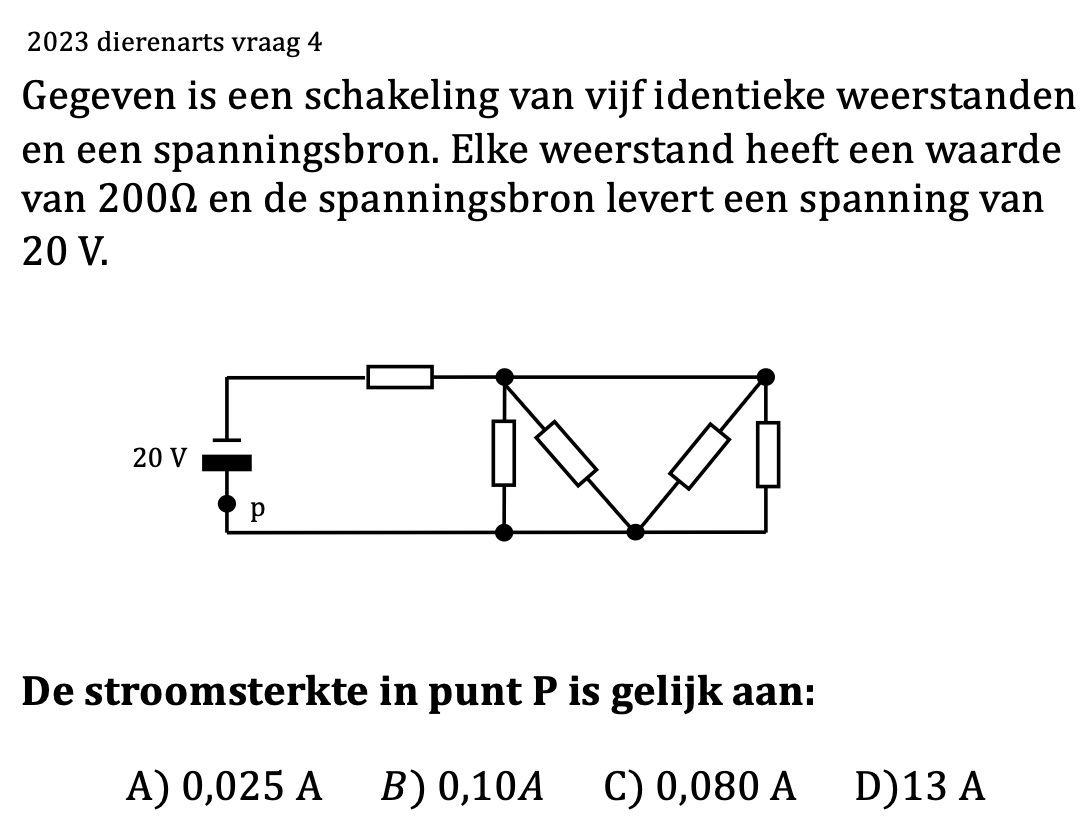 2023 dierenarts vraag 4
Gegeven is een schakeling van vijf identieke weerstanden
en een spanningsbron. Elke weerstand heeft een waarde
van 200Ω en de spanningsbron levert een spanning van
20 V.
20 V
p
De stroomsterkte in punt P is gelijk aan:
A) 0,025 A B) 0,10A C) 0,080 A D)13 A